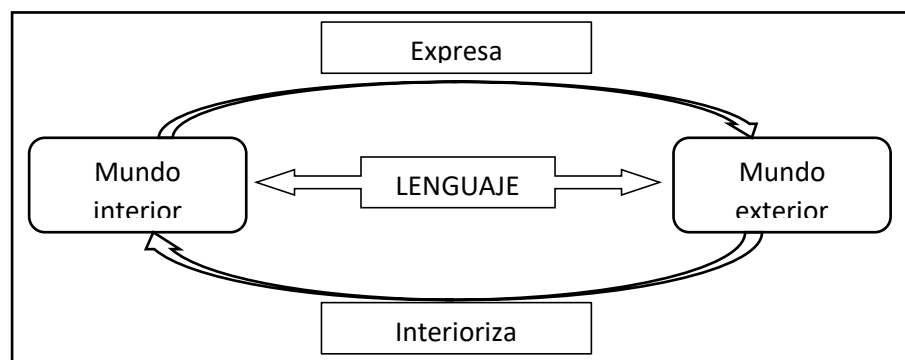 Expresa
Mundo
interior
LENGUAJE
Mundo
exterior
Interioriza